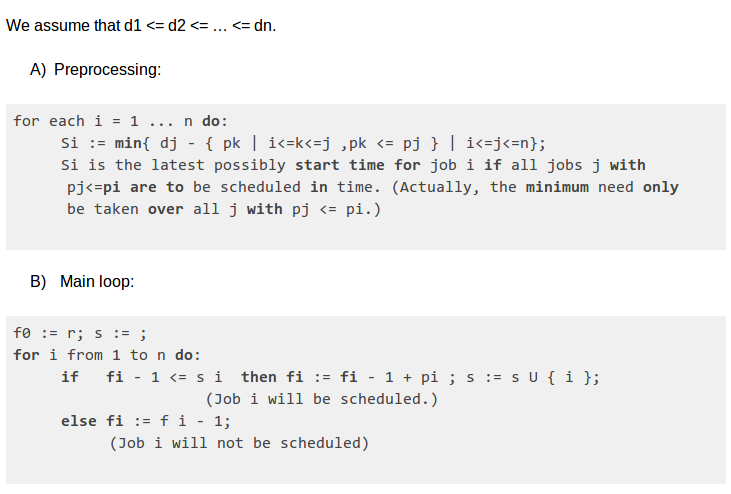 We assume that d1 <= d2 <= ... <= dn.
A) Preprocessing:
for each i = 1 ... n do:
Si := min{ dj - { pk | i<=k<=j ,pk <= pj } | i<=j<=n};
Si is the latest possibly start time for job i if all jobs j with
pj<=pi are to be scheduled in time. (Actually, the minimum need only
be taken over all j with pj <= pi.)
B) Main loop:
f0 := r; s := ;
for i from 1 to n do:
if fi - 1 <= s i then fi := fi - 1 + pi ; s := s U { i };
(Job i will be scheduled.)
else fi := f i - 1;
(Job i will not be scheduled)